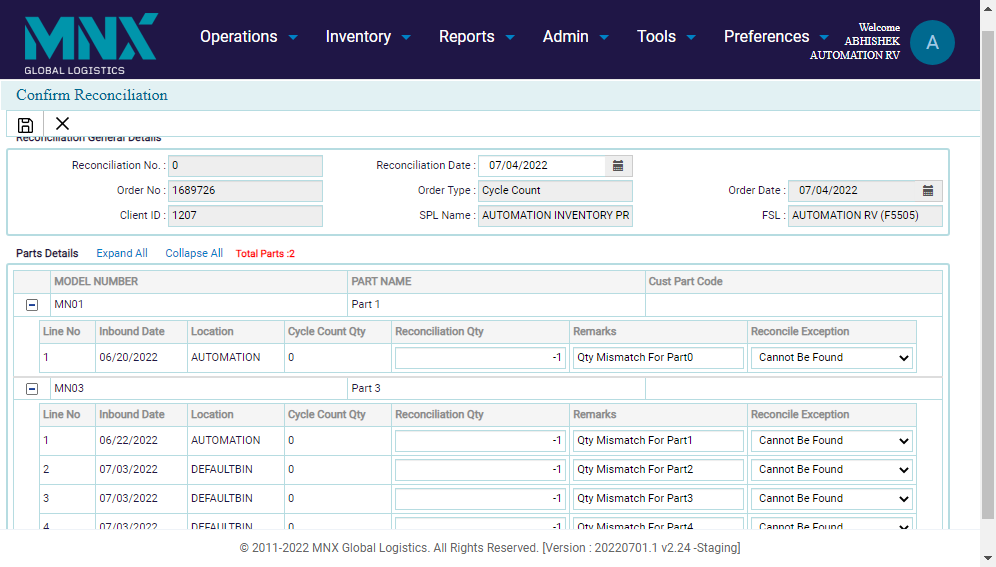 MNX
GLOBAL LOGISTICS
Operations Inventory Reports Admin Tools Preferences
Welcome
ABHISHEK
AUTOMATION RV
A
Confirm Reconciliation
Reconciliation General Details
Reconciliation No. : 0 Reconciliation Date : 07/04/2022
Order No : 1689726 Order Type : Cycle Count Order Date : 07/04/2022
Client ID : 1207 SPL Name : AUTOMATION INVENTORY PR FSL : AUTOMATION RV (F5505)
Parts Details Expand All Collapse All Total Parts :2
MODEL NUMBER PART NAME Cust Part Code
MN01 Part 1
Line No Inbound Date Location Cycle Count Qty Reconciliation Qty Remarks Reconcile Exception
1 06/20/2022 AUTOMATION 0 -1 Qty Mismatch For Part0 Cannot Be Found
MN03 Part 3
Line No Inbound Date Location Cycle Count Qty Reconciliation Qty Remarks Reconcile Exception
1 06/22/2022 AUTOMATION 0 -1 Qty Mismatch For Part1 Cannot Be Found
2 07/03/2022 DEFAULTBIN 0 -1 Qty Mismatch For Part2 Cannot Be Found
3 07/03/2022 DEFAULTBIN 0 -1 Qty Mismatch For Part3 Cannot Be Found
4 07/03/2022 DEFAULTBIN 0 -1 Qty Mismatch For Part4 Cannot Be Found
© 2011-2022 MNX Global Logistics. All Rights Reserved. [Version : 20220701.1 v2.24 -Staging]